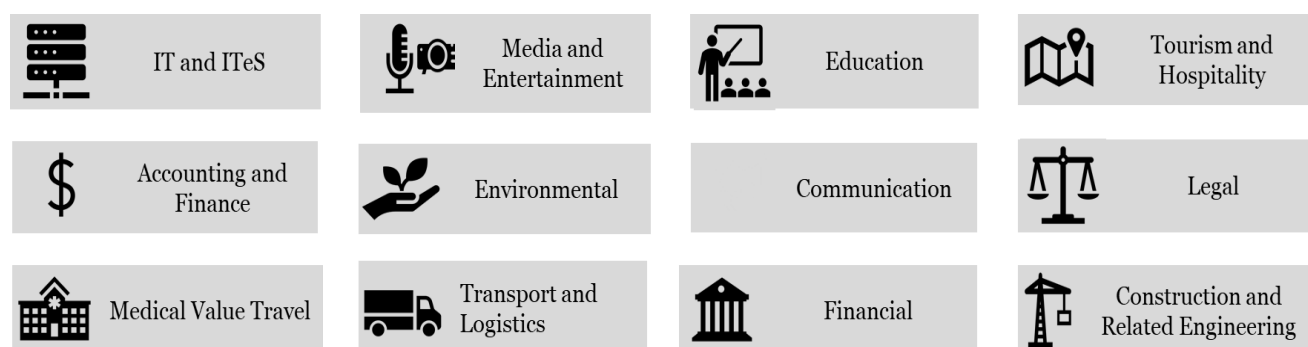 IT and ITeS
Media and
Entertainment
Education
Tourism and
Hospitality
Accounting and
Finance
Environmental
Communication
Legal
Medical Value Travel
Transport and
Logistics
Financial
Construction and
Related Engineering